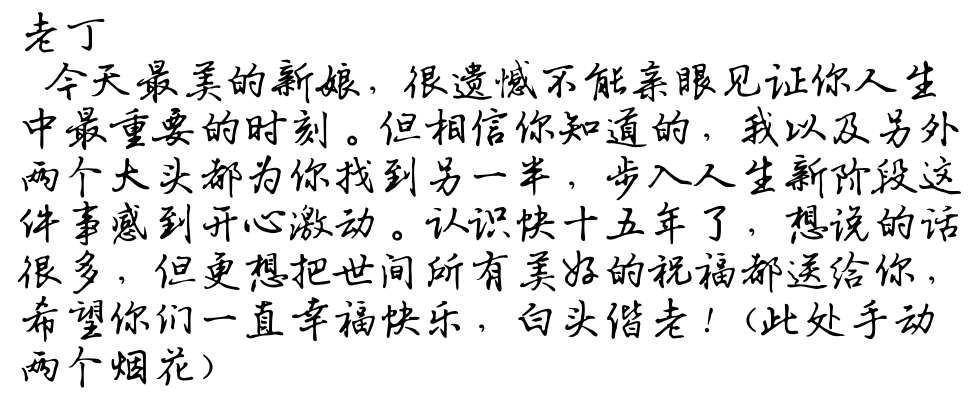 老丁
今天最美的新娘，很遗憾不能亲眼见证你人生
中最重要的时刻。但相信你知道的，我以及另外
两个大头都为你找到另一半，步入人生新阶段这
件事感到开心激动。认识快十五年了，想说的话
很多，但更想把世间所有美好的祝福都送给你，
希望你们一直幸福快乐，白头偕老！（此处手动
两个烟花）